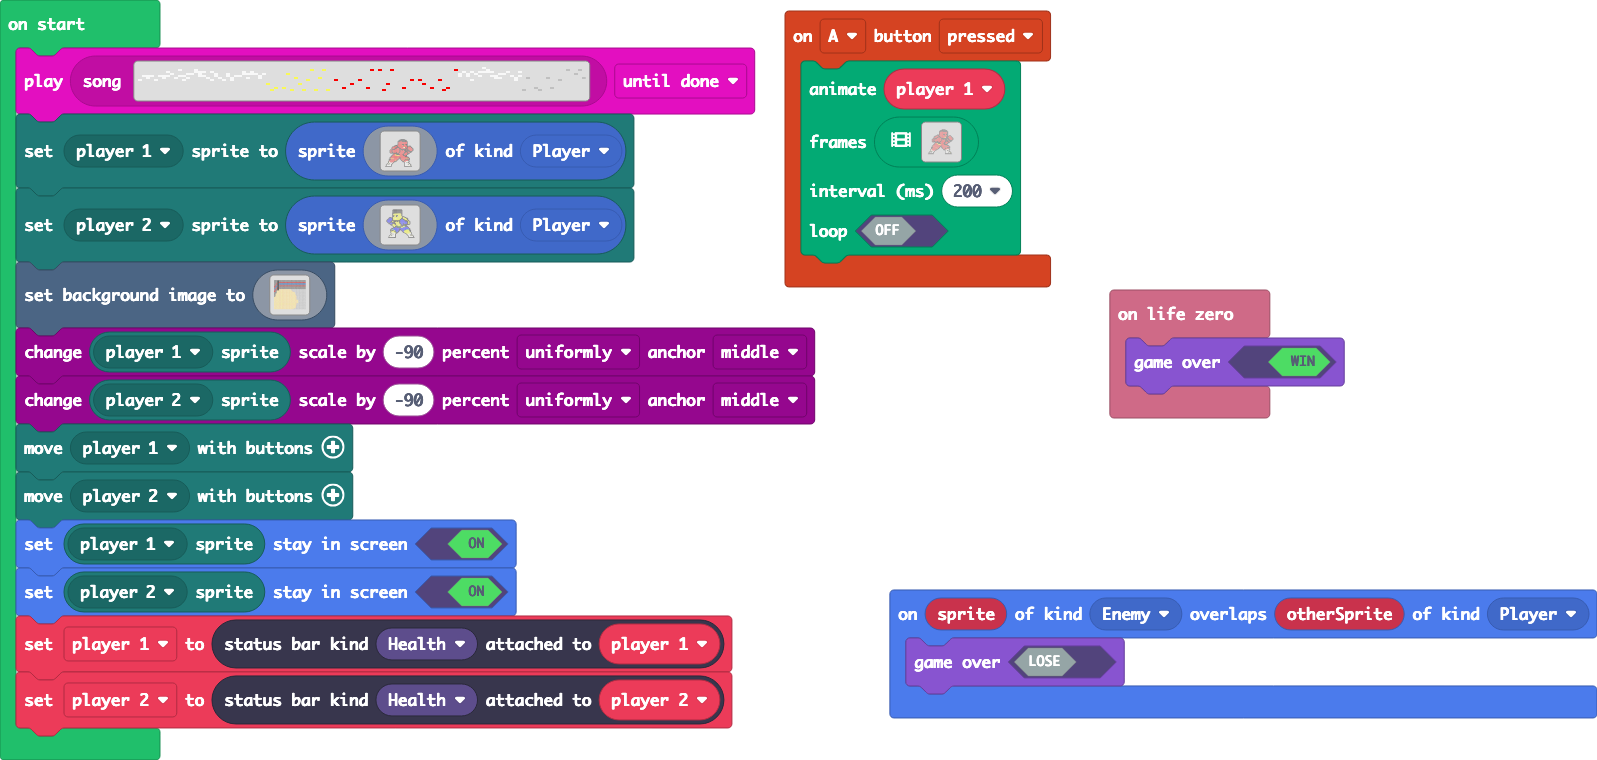 on start
play song until done
set player 1 sprite to sprite of kind Player
set player 2 sprite to sprite of kind Player
set background image to
change player 1 sprite scale by -90 percent uniformly anchor middle
change player 2 sprite scale by -90 percent uniformly anchor middle
move player 1 with buttons
move player 2 with buttons
set player 1 sprite stay in screen ON
set player 2 sprite stay in screen ON
set player 1 to status bar kind Health attached to player 1
set player 2 to status bar kind Health attached to player 2
on A button pressed
animate player 1
frames
interval (ms) 200
loop OFF
on life zero
game over WIN
on sprite of kind Enemy overlaps otherSprite of kind Player
game over LOSE